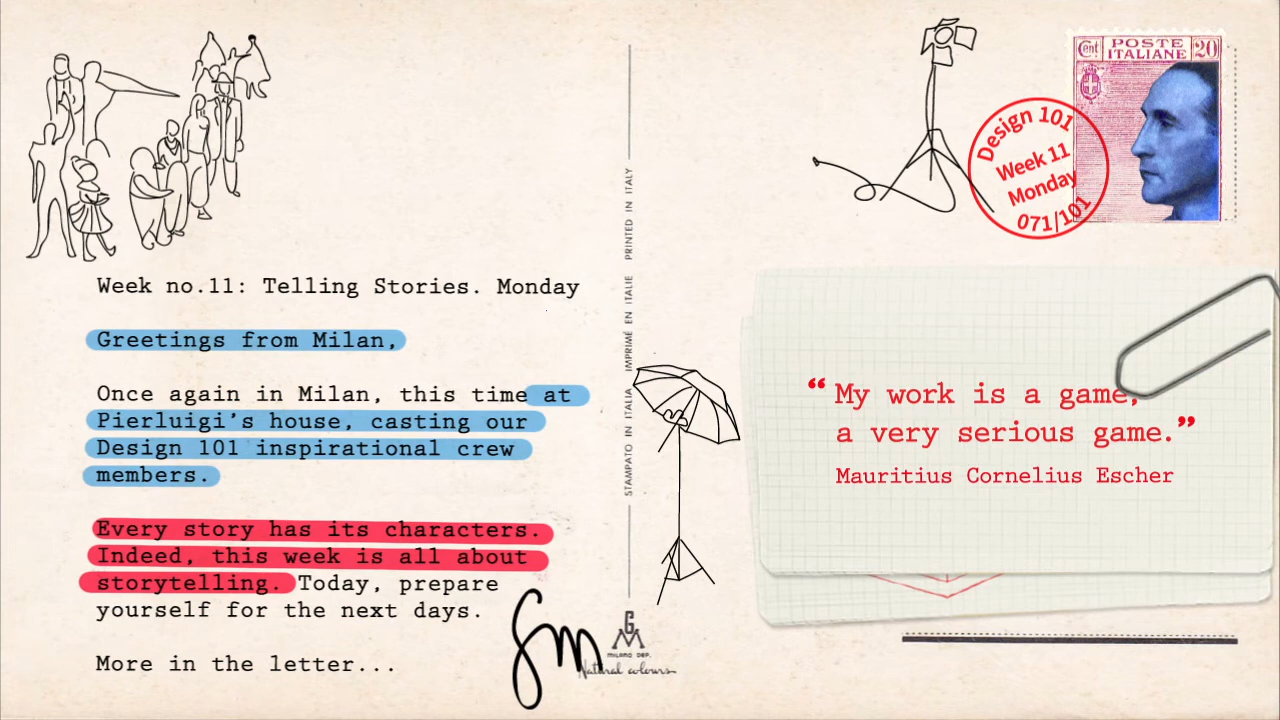 Week no.11: Telling Stories. Monday
Greetings from Milan,
Once again in Milan, this time at
Pierluigi's house, casting our
Design 101 inspirational crew
members.
Every story has its characters.
Indeed, this week is all about
storytelling. Today, prepare
yourself for the next days.
More in the letter...
Sm
STAMPATO IN ITALIA IMPRIMÉ EN ITALIE PRINTED IN ITALY
G
M
MILANO DEP.
Natural colours
Cent POSTE ITALIANE 20
Design 101
Week 11
Monday
071/101
“My work is a game,
a very serious game.”
Mauritius Cornelius Escher